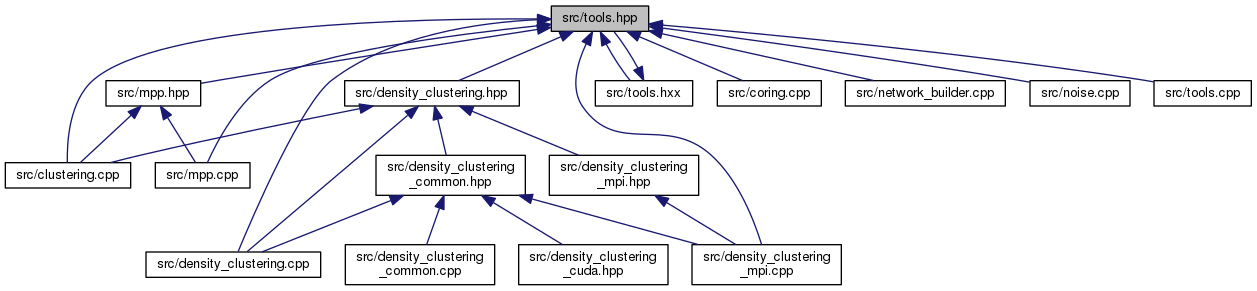 src/tools.hpp
src/mpp.hpp
src/density_clustering.hpp
src/tools.hxx
src/coring.cpp
src/network_builder.cpp
src/noise.cpp
src/tools.cpp
src/clustering.cpp
src/mpp.cpp
src/density_clustering
_common.hpp
src/density_clustering
_mpi.hpp
src/density_clustering.cpp
src/density_clustering
_common.cpp
src/density_clustering
_cuda.hpp
src/density_clustering
_mpi.cpp